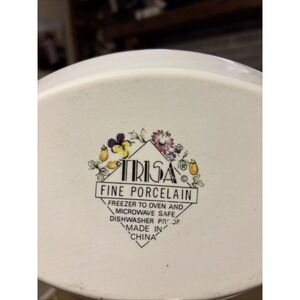 TRISA ® ©
FINE PORCELAIN
FREEZER TO OVEN AND
MICROWAVE SAFE
DISHWASHER PROOF
MADE IN
CHINA